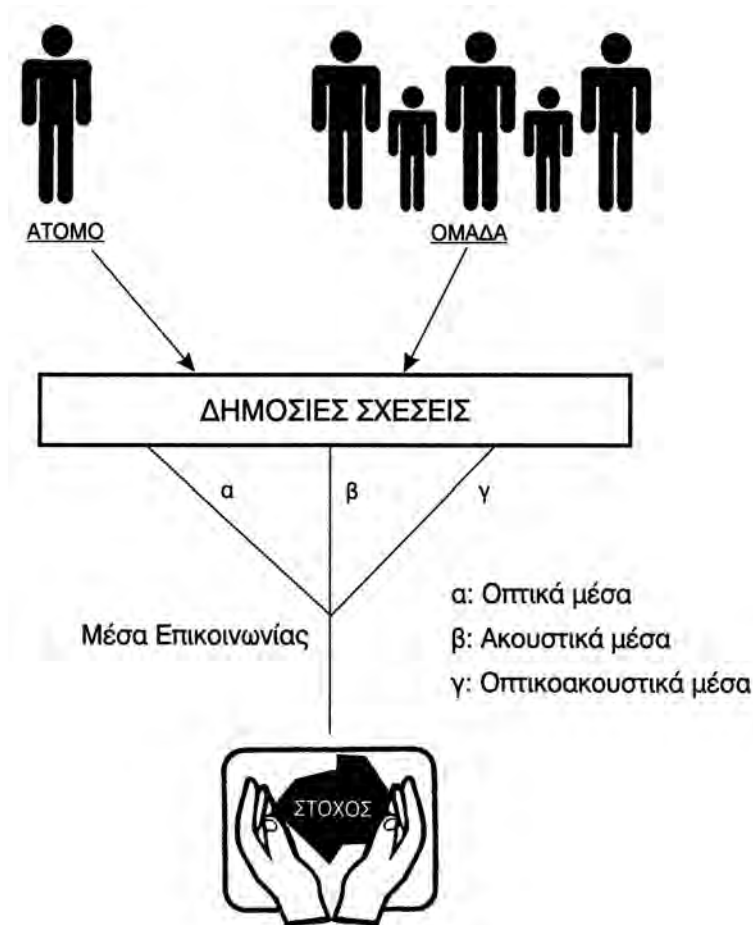 ΑΤΟΜΟ
ΟΜΑΔΑ
ΔΗΜΟΣΙΕΣ ΣΧΕΣΕΙΣ
α
β
γ
Μέσα Επικοινωνίας
α: Οπτικά μέσα
β: Ακουστικά μέσα
γ: Οπτικοακουστικά μέσα
ΣΤΟΧΟΣ